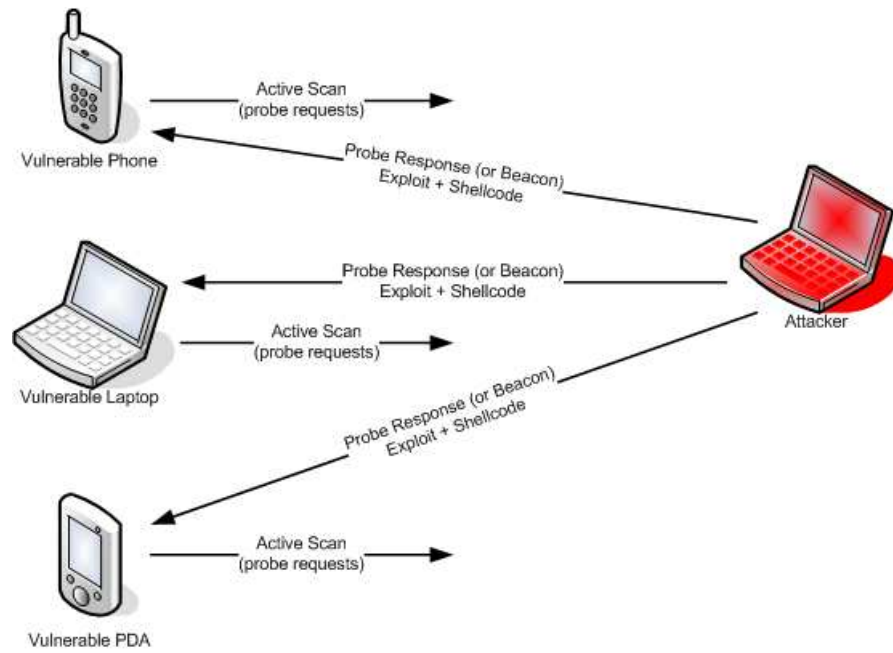 Active Scan
(probe requests)
Vulnerable Phone
Probe Response (or Beacon)
Exploit + Shellcode
Probe Response (or Beacon)
Exploit + Shellcode
Attacker
Active Scan
(probe requests)
Vulnerable Laptop
Probe Response (or Beacon)
Exploit + Shellcode
Active Scan
(probe requests)
Vulnerable PDA